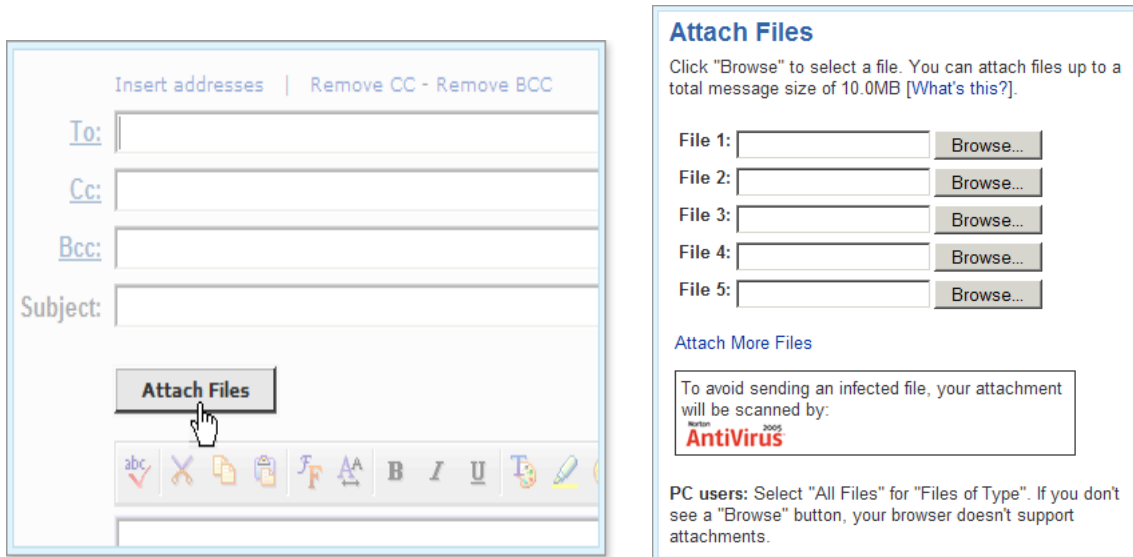 Insert addresses | Remove CC - Remove BCC
To:
Cc:
Bcc:
Subject:
Attach Files
abc
F F
A A
B I U
T
Attach Files
Click "Browse" to select a file. You can attach files up to a
total message size of 10.0MB [What's this?].
File 1: Browse...
File 2: Browse...
File 3: Browse...
File 4: Browse...
File 5: Browse...
Attach More Files
To avoid sending an infected file, your attachment
will be scanned by:
Norton 2005
AntiVirus
PC users: Select "All Files" for "Files of Type". If you don't
see a "Browse" button, your browser doesn't support
attachments.